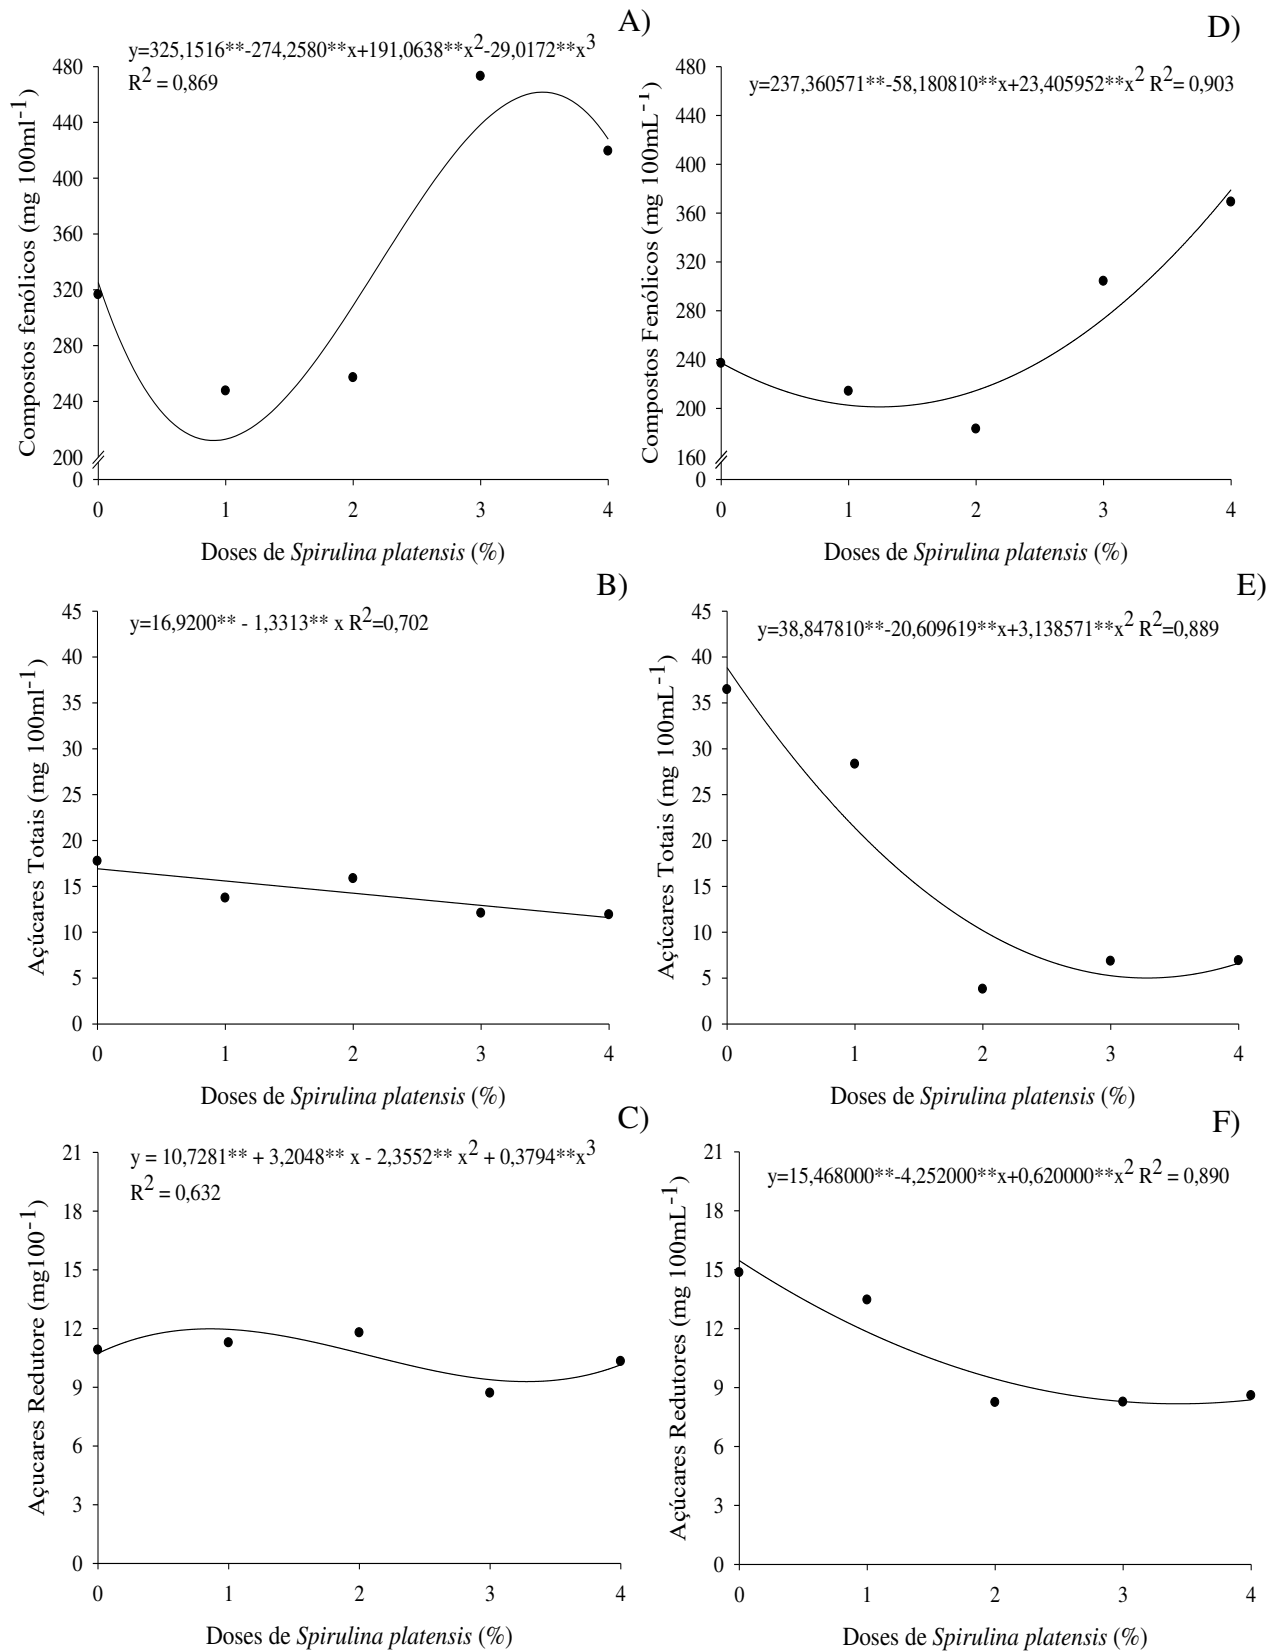 A)
y=325,1516**-274,2580**x+191,0638**x²-29,0172**x³
R² = 0,869
480
440
400
360
320
280
240
200
0
Compostos fenólicos (mg 100ml⁻¹)
0 1 2 3 4
Doses de Spirulina platensis (%)
D)
y=237,360571**-58,180810**x+23,405952**x² R²= 0,903
480
440
400
360
320
280
240
200
160
0
Compostos Fenólicos (mg 100mL⁻¹)
0 1 2 3 4
Doses de Spirulina platensis (%)
B)
y=16,9200** - 1,3313** x R²=0,702
45
40
35
30
25
20
15
10
5
0
Açúcares Totais (mg 100ml⁻¹)
0 1 2 3 4
Doses de Spirulina platensis (%)
E)
y=38,847810**-20,609619**x+3,138571**x² R²=0,889
45
40
35
30
25
20
15
10
5
0
Açúcares Totais (mg 100mL⁻¹)
0 1 2 3 4
Doses de Spirulina platensis (%)
C)
y = 10,7281** + 3,2048** x - 2,3552** x² + 0,3794**x³
R² = 0,632
21
18
15
12
9
6
3
0
Açucares Redutore (mg100⁻¹)
0 1 2 3 4
Doses de Spirulina platensis (%)
F)
y=15,468000**-4,252000**x+0,620000**x² R² = 0,890
21
18
15
12
9
6
3
0
Açúcares Redutores (mg 100mL⁻¹)
0 1 2 3 4
Doses de Spirulina platensis (%)